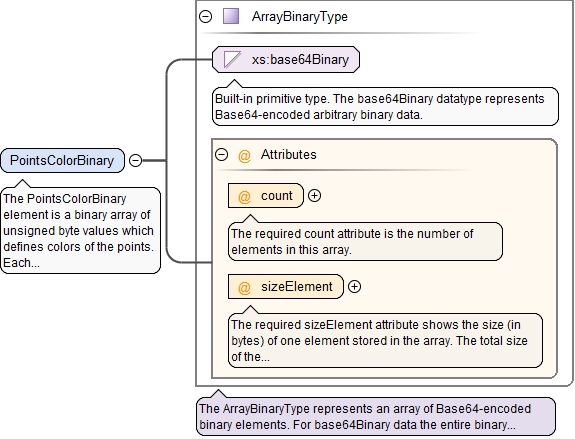 ArrayBinaryType
xs:base64Binary
Built-in primitive type. The base64Binary datatype represents
Base64-encoded arbitrary binary data.
PointsColorBinary
The PointsColorBinary
element is a binary array of
unsigned byte values which
defines colors of the points.
Each...
@ Attributes
@ count
The required count attribute is the number of
elements in this array.
@ sizeElement
The required sizeElement attribute shows the size (in
bytes) of one element stored in the array. The total size
of the...
The ArrayBinaryType represents an array of Base64-encoded
binary elements. For base64Binary data the entire binary...